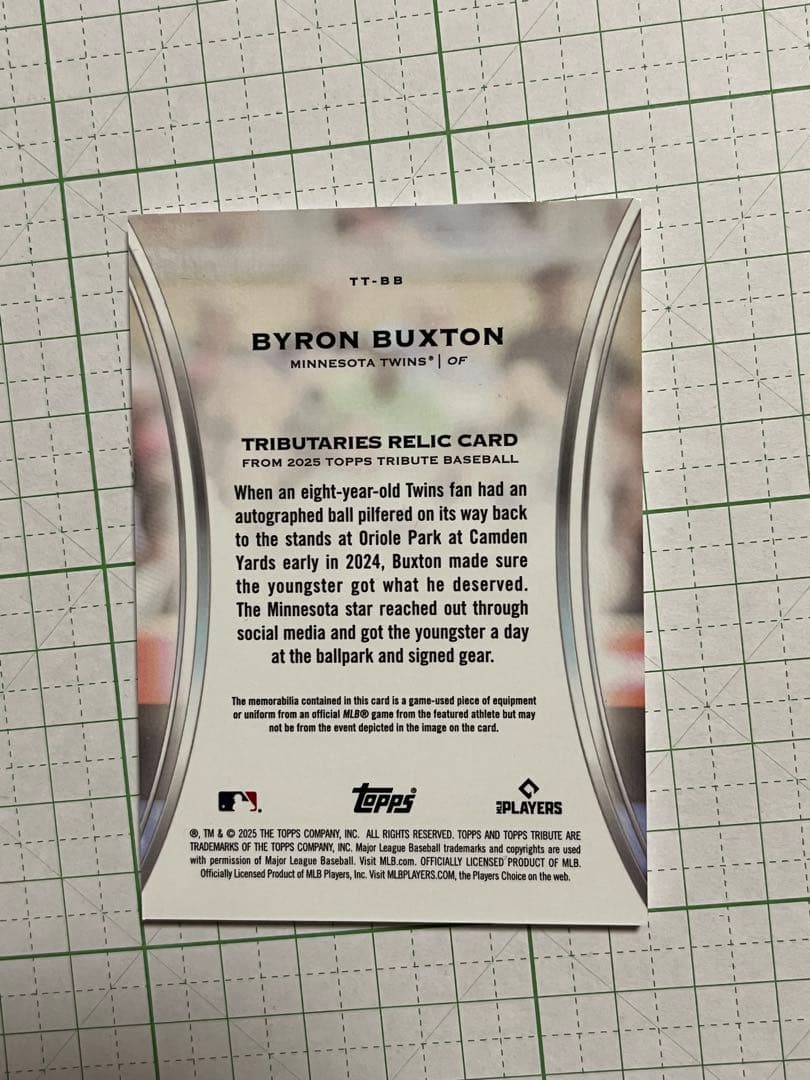 TT-BB
BYRON BUXTON
MINNESOTA TWINS® | OF
TRIBUTARIES RELIC CARD
FROM 2025 TOPPS TRIBUTE BASEBALL
When an eight-year-old Twins fan had an
autographed ball pilfered on its way back
to the stands at Oriole Park at Camden
Yards early in 2024, Buxton made sure
the youngster got what he deserved.
The Minnesota star reached out through
social media and got the youngster a day
at the ballpark and signed gear.
The memorabilia contained in this card is a game-used piece of equipment
or uniform from an official MLB® game from the featured athlete but may
not be from the event depicted in the image on the card.
Topps®
MLB PLAYERS
®, TM & © 2025 THE TOPPS COMPANY, INC. ALL RIGHTS RESERVED. TOPPS AND TOPPS TRIBUTE ARE
TRADEMARKS OF THE TOPPS COMPANY, INC. Major League Baseball trademarks and copyrights are used
with permission of Major League Baseball. Visit MLB.com. OFFICIALLY LICENSED PRODUCT OF MLB.
Officially Licensed Product of MLB Players, Inc. Visit MLBPLAYERS.COM, the Players Choice on the web.